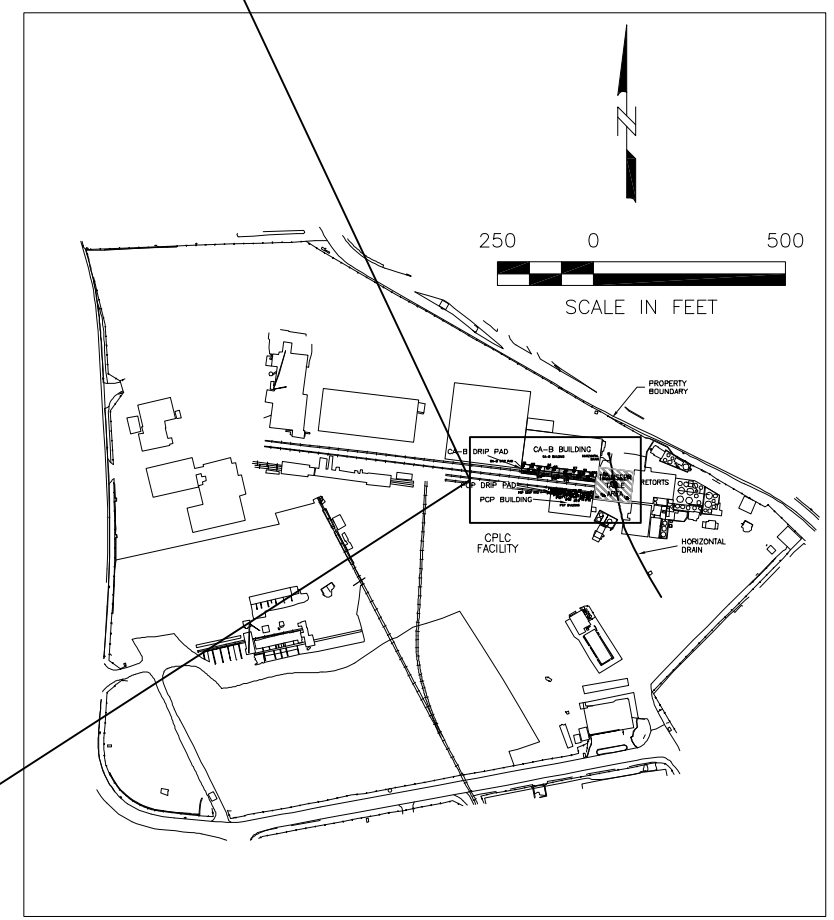 N
250 0 500
SCALE IN FEET
PROPERTY
BOUNDARY
CA-B DRIP PAD
CA-B BUILDING
TABLE
RETORTS
PCP DRIP PAD
PCP BUILDING
CPLC
FACILITY
HORIZONTAL
DRAIN